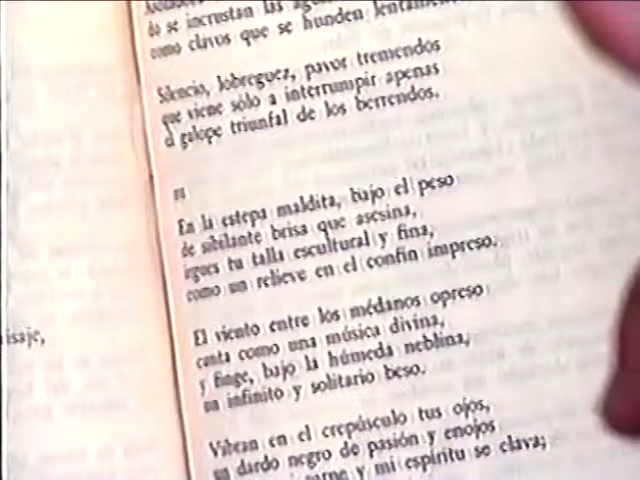 do se incrustan las
como clavos que se hunden lentamente
Silencio, lobreguez, pavor tremendos
que viene sólo a interrumpir apenas
el galope triunfal de los berrendos.
En la estepa maldita, bajo el peso
de sibilante brisa que asesina,
irgues tu talla escultural y fina,
como un relieve en el confín impreso.
El viento entre los médanos opreso
canta como una música divina,
y finge, bajo la húmeda neblina,
un infinito y solitario beso.
isaje,
Vibran en el crepúsculo tus ojos,
un dardo negro de pasión y enojos
carne y mi espíritu se clava;